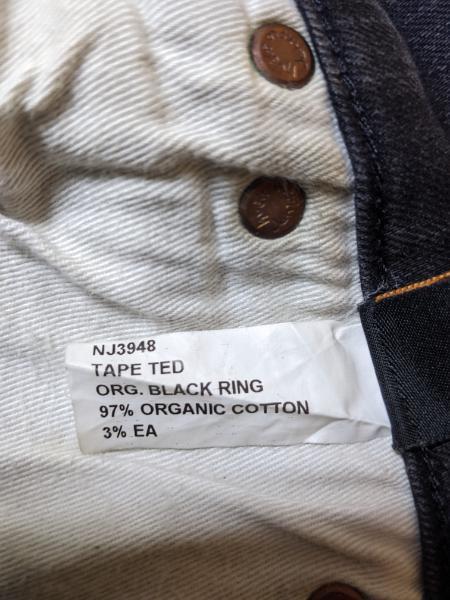 NJ3948
TAPE TED
ORG. BLACK RING
97% ORGANIC COTTON
3% EA